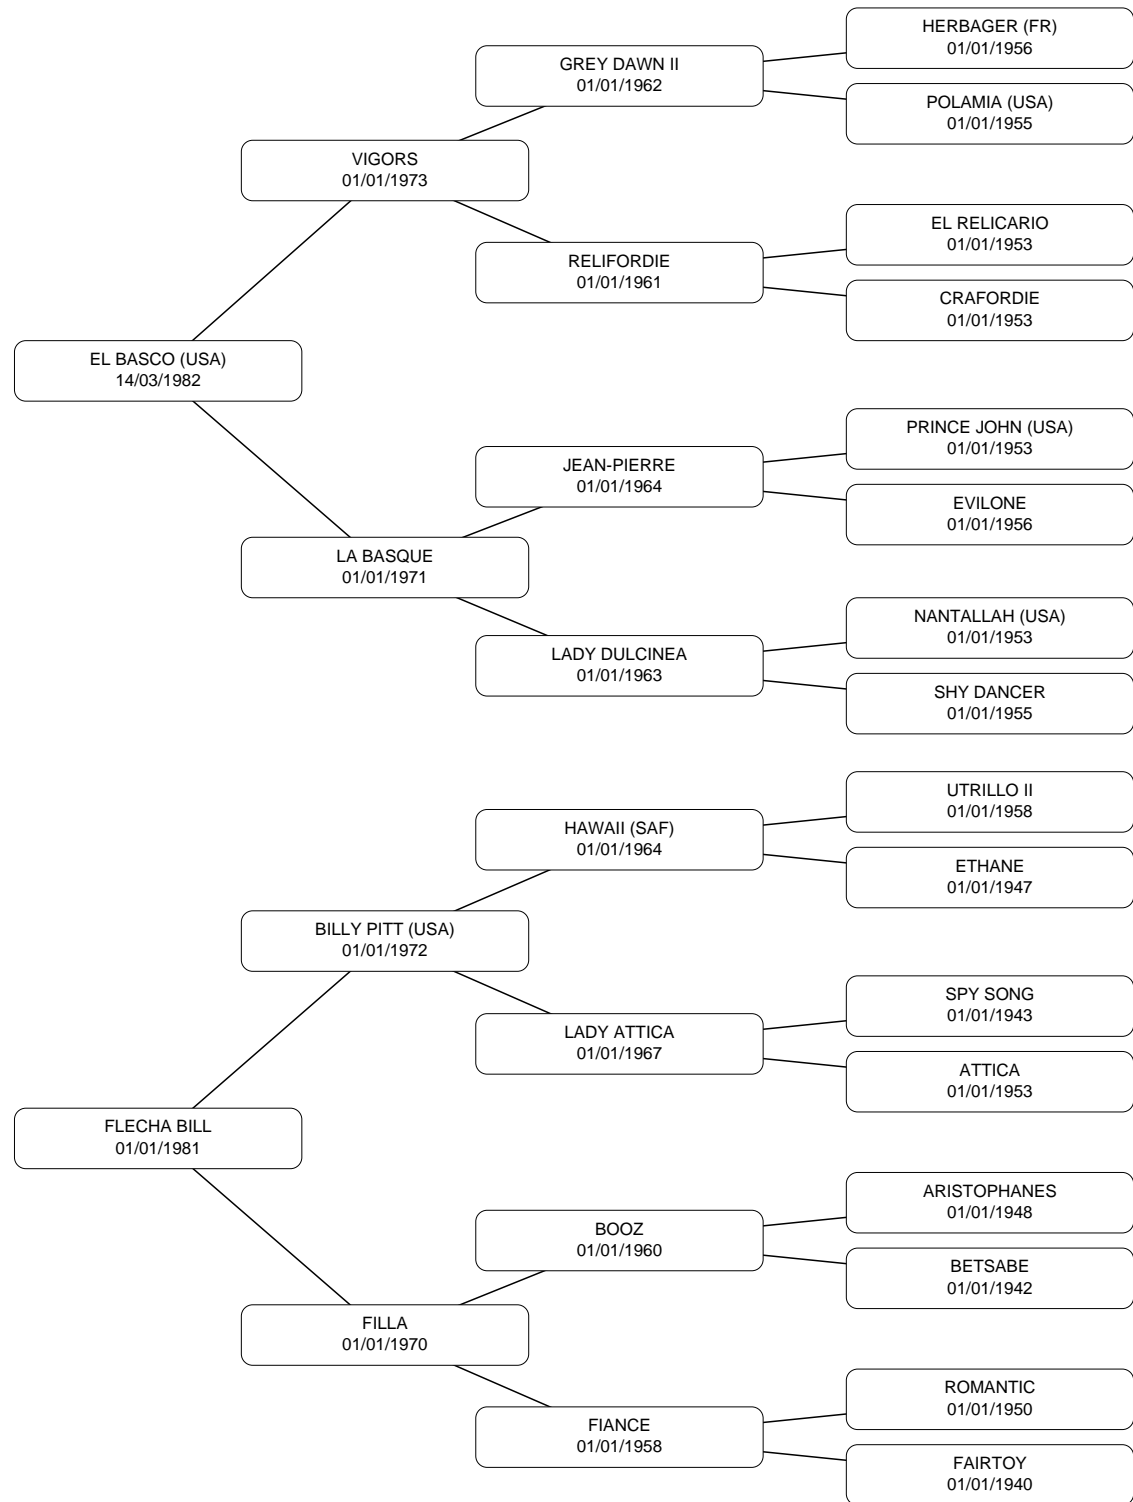 HERBAGER (FR)
01/01/1956
GREY DAWN II
01/01/1962
POLAMIA (USA)
01/01/1955
VIGORS
01/01/1973
EL RELICARIO
01/01/1953
RELIFORDIE
01/01/1961
CRAFORDIE
01/01/1953
EL BASCO (USA)
14/03/1982
PRINCE JOHN (USA)
01/01/1953
JEAN-PIERRE
01/01/1964
EVILONE
01/01/1956
LA BASQUE
01/01/1971
NANTALLAH (USA)
01/01/1953
LADY DULCINEA
01/01/1963
SHY DANCER
01/01/1955
UTRILLO II
01/01/1958
HAWAII (SAF)
01/01/1964
ETHANE
01/01/1947
BILLY PITT (USA)
01/01/1972
SPY SONG
01/01/1943
LADY ATTICA
01/01/1967
ATTICA
01/01/1953
FLECHA BILL
01/01/1981
ARISTOPHANES
01/01/1948
BOOZ
01/01/1960
BETSABE
01/01/1942
FILLA
01/01/1970
ROMANTIC
01/01/1950
FIANCE
01/01/1958
FAIRTOY
01/01/1940